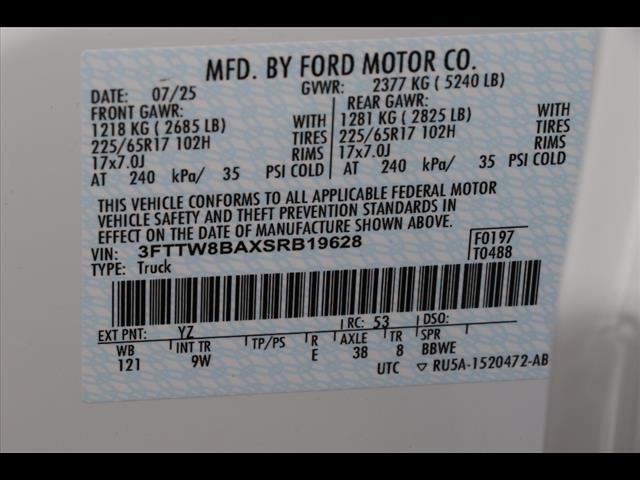 MFD. BY FORD MOTOR CO.
DATE: 07/25 GVWR: 2377 KG ( 5240 LB)
FRONT GAWR: REAR GAWR:
1218 KG ( 2685 LB) WITH 1281 KG ( 2825 LB) WITH
225/65R17 102H TIRES 225/65R17 102H TIRES
17x7.0J RIMS 17x7.0J RIMS
AT 240 kPa/ 35 PSI COLD AT 240 kPa/ 35 PSI COLD
THIS VEHICLE CONFORMS TO ALL APPLICABLE FEDERAL MOTOR
VEHICLE SAFETY AND THEFT PREVENTION STANDARDS IN
EFFECT ON THE DATE OF MANUFACTURE SHOWN ABOVE.
VIN: 3FTTW8BAXSRB19628 F0197
TYPE: Truck T0488
EXT PNT: YZ RC: 53 DSO:
WB INT TR TP/PS R AXLE TR SPR
121 9W E 38 8 BBWE
UTC ▽ RU5A-1520472-AB